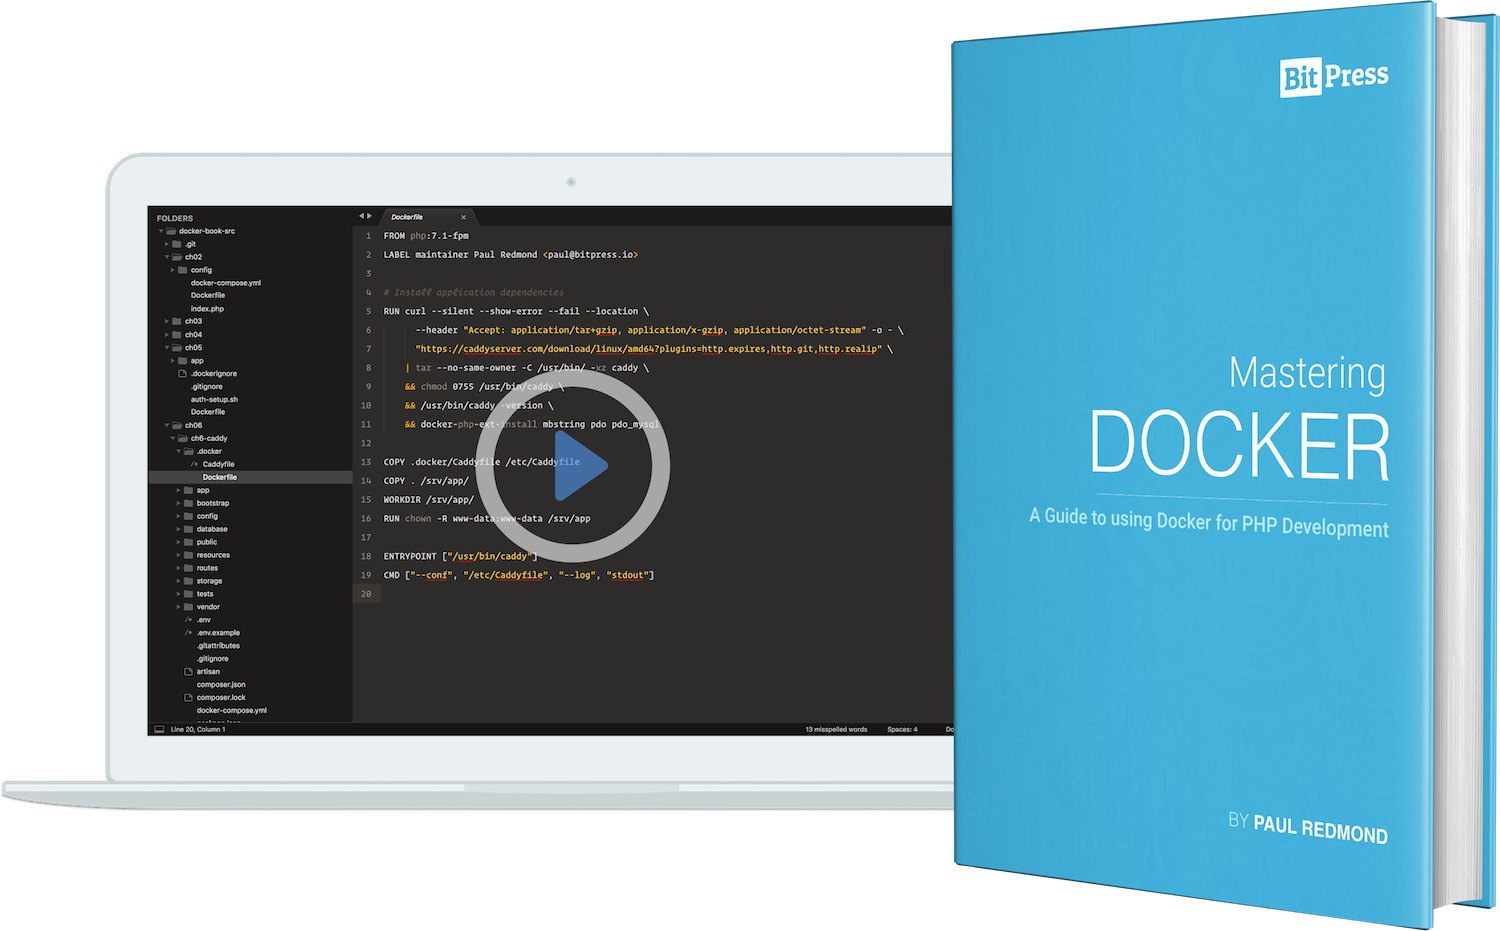 FOLDERS
docker-book-src
.git
ch02
config
docker-compose.yml
Dockerfile
index.php
ch03
ch04
ch05
app
.dockerignore
.gitignore
auth-setup.sh
Dockerfile
ch06
ch6-caddy
.docker
Caddyfile
Dockerfile
app
bootstrap
config
database
public
resources
routes
storage
tests
vendor
.env
.env.example
.gitattributes
.gitignore
artisan
composer.json
composer.lock
docker-compose.yml
Dockerfile
1 FROM php:7.1-fpm
2 LABEL maintainer Paul Redmond <paul@bitpress.io>
3
4 # Install application dependencies
5 RUN curl --silent --show-error --fail --location \
6 --header "Accept: application/tar+gzip, application/x-gzip, application/octet-stream" -o - \
7 "https://caddyserver.com/download/linux/amd64?plugins=http.expires,http.git,http.realip" \
8 | tar --no-same-owner -C /usr/bin/ -xz caddy \
9 && chmod 0755 /usr/bin/caddy \
10 && /usr/bin/caddy -version \
11 && docker-php-ext-install mbstring pdo pdo_mysql
12
13 COPY .docker/Caddyfile /etc/Caddyfile
14 COPY . /srv/app/
15 WORKDIR /srv/app/
16 RUN chown -R www-data:www-data /srv/app
17
18 ENTRYPOINT ["/usr/bin/caddy"]
19 CMD ["--conf", "/etc/Caddyfile", "--log", "stdout"]
20
Line 20, Column 1
13 misspelled words
Spaces: 4
Bit Press
Mastering
DOCKER
A Guide to using Docker for PHP Development
BY PAUL REDMOND